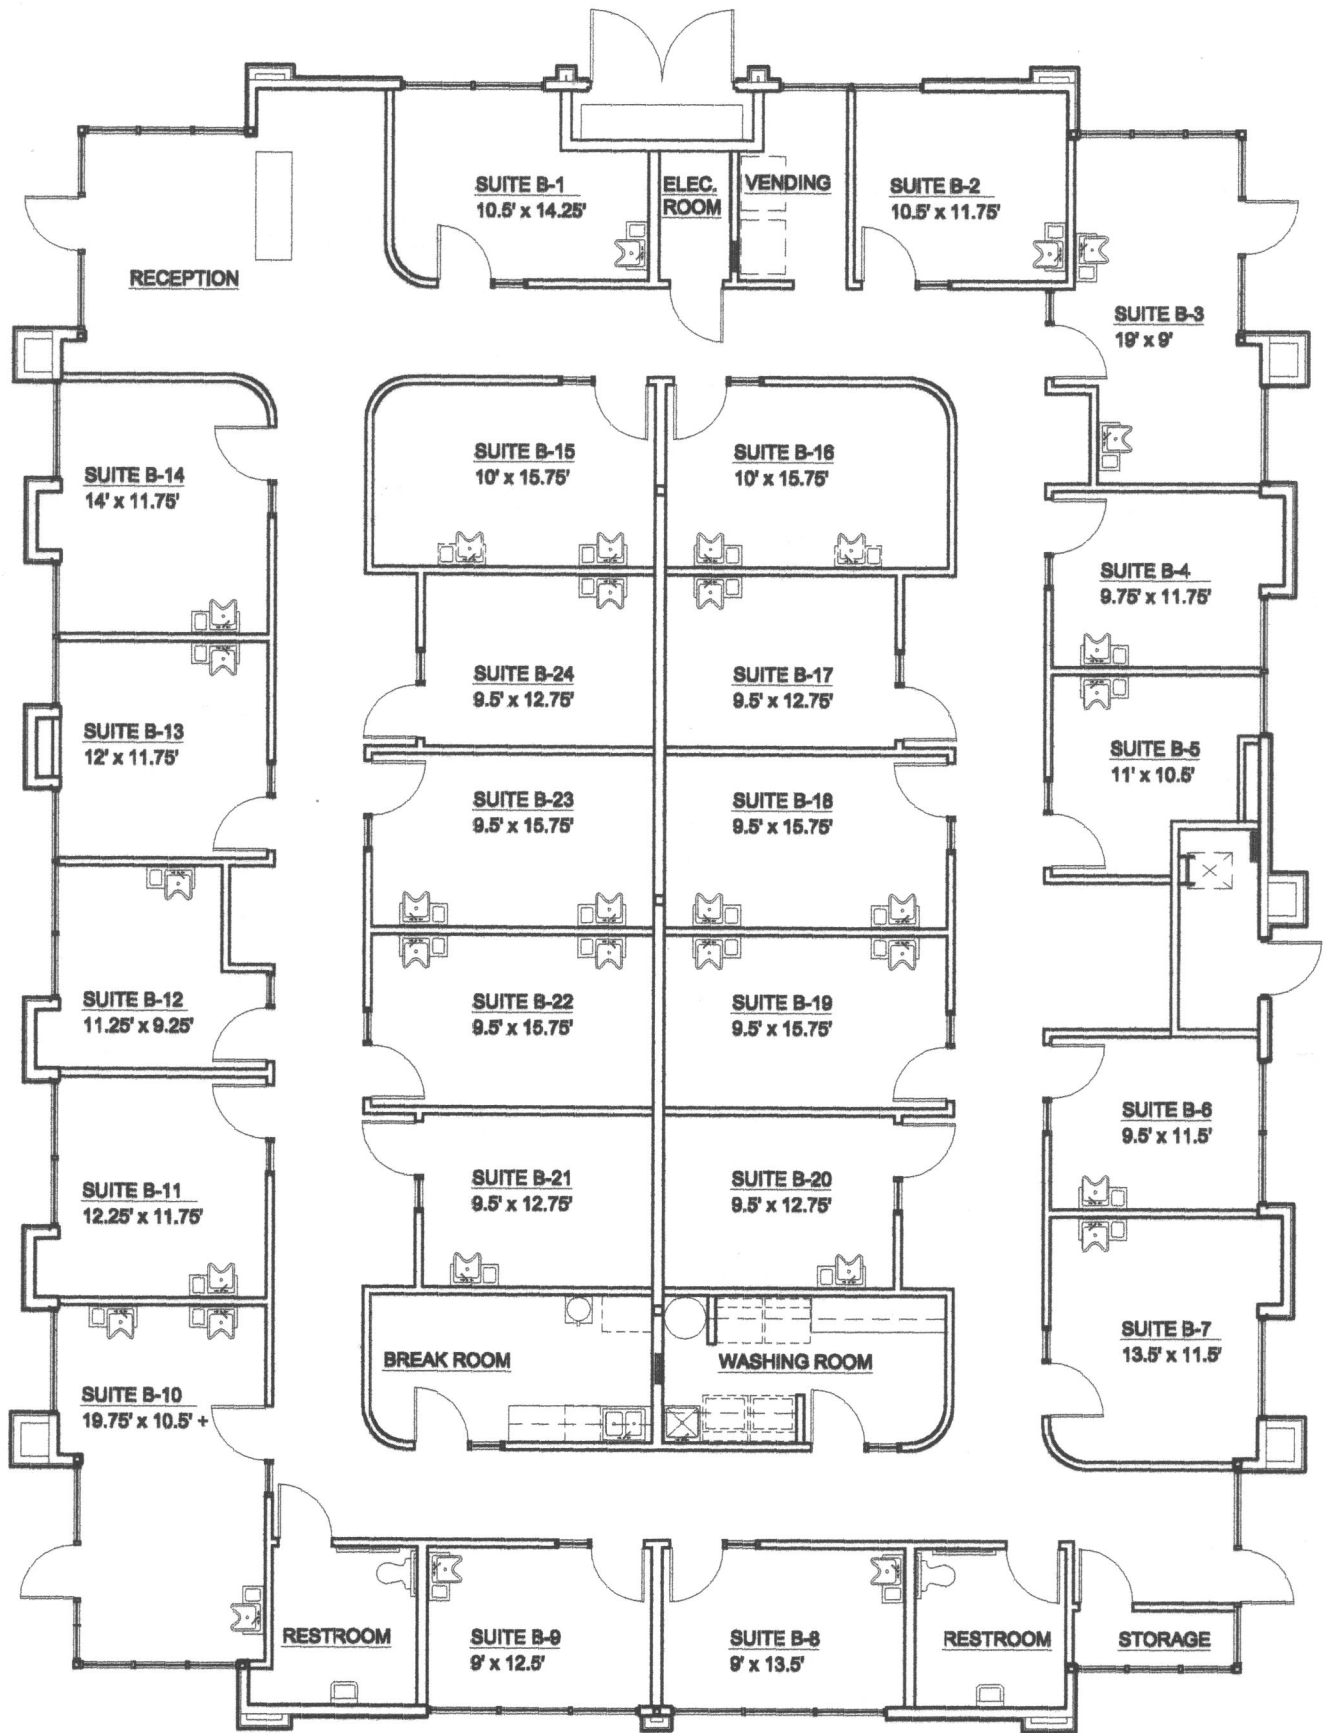 SUITE B-1
10.5' x 14.25'
ELEC.
ROOM
VENDING
SUITE B-2
10.5' x 11.75'
RECEPTION
SUITE B-3
19' x 9'
SUITE B-14
14' x 11.75'
SUITE B-15
10' x 15.75'
SUITE B-16
10' x 15.75'
SUITE B-4
9.75' x 11.75'
SUITE B-24
9.5' x 12.75'
SUITE B-17
9.5' x 12.75'
SUITE B-13
12' x 11.75'
SUITE B-5
11' x 10.5'
SUITE B-23
9.5' x 15.75'
SUITE B-18
9.5' x 15.75'
SUITE B-12
11.25' x 9.25'
SUITE B-22
9.5' x 15.75'
SUITE B-19
9.5' x 15.75'
SUITE B-6
9.5' x 11.5'
SUITE B-11
12.25' x 11.75'
SUITE B-21
9.5' x 12.75'
SUITE B-20
9.5' x 12.75'
SUITE B-7
13.5' x 11.5'
BREAK ROOM
WASHING ROOM
SUITE B-10
19.75' x 10.5' +
RESTROOM
SUITE B-9
9' x 12.5'
SUITE B-8
9' x 13.5'
RESTROOM
STORAGE